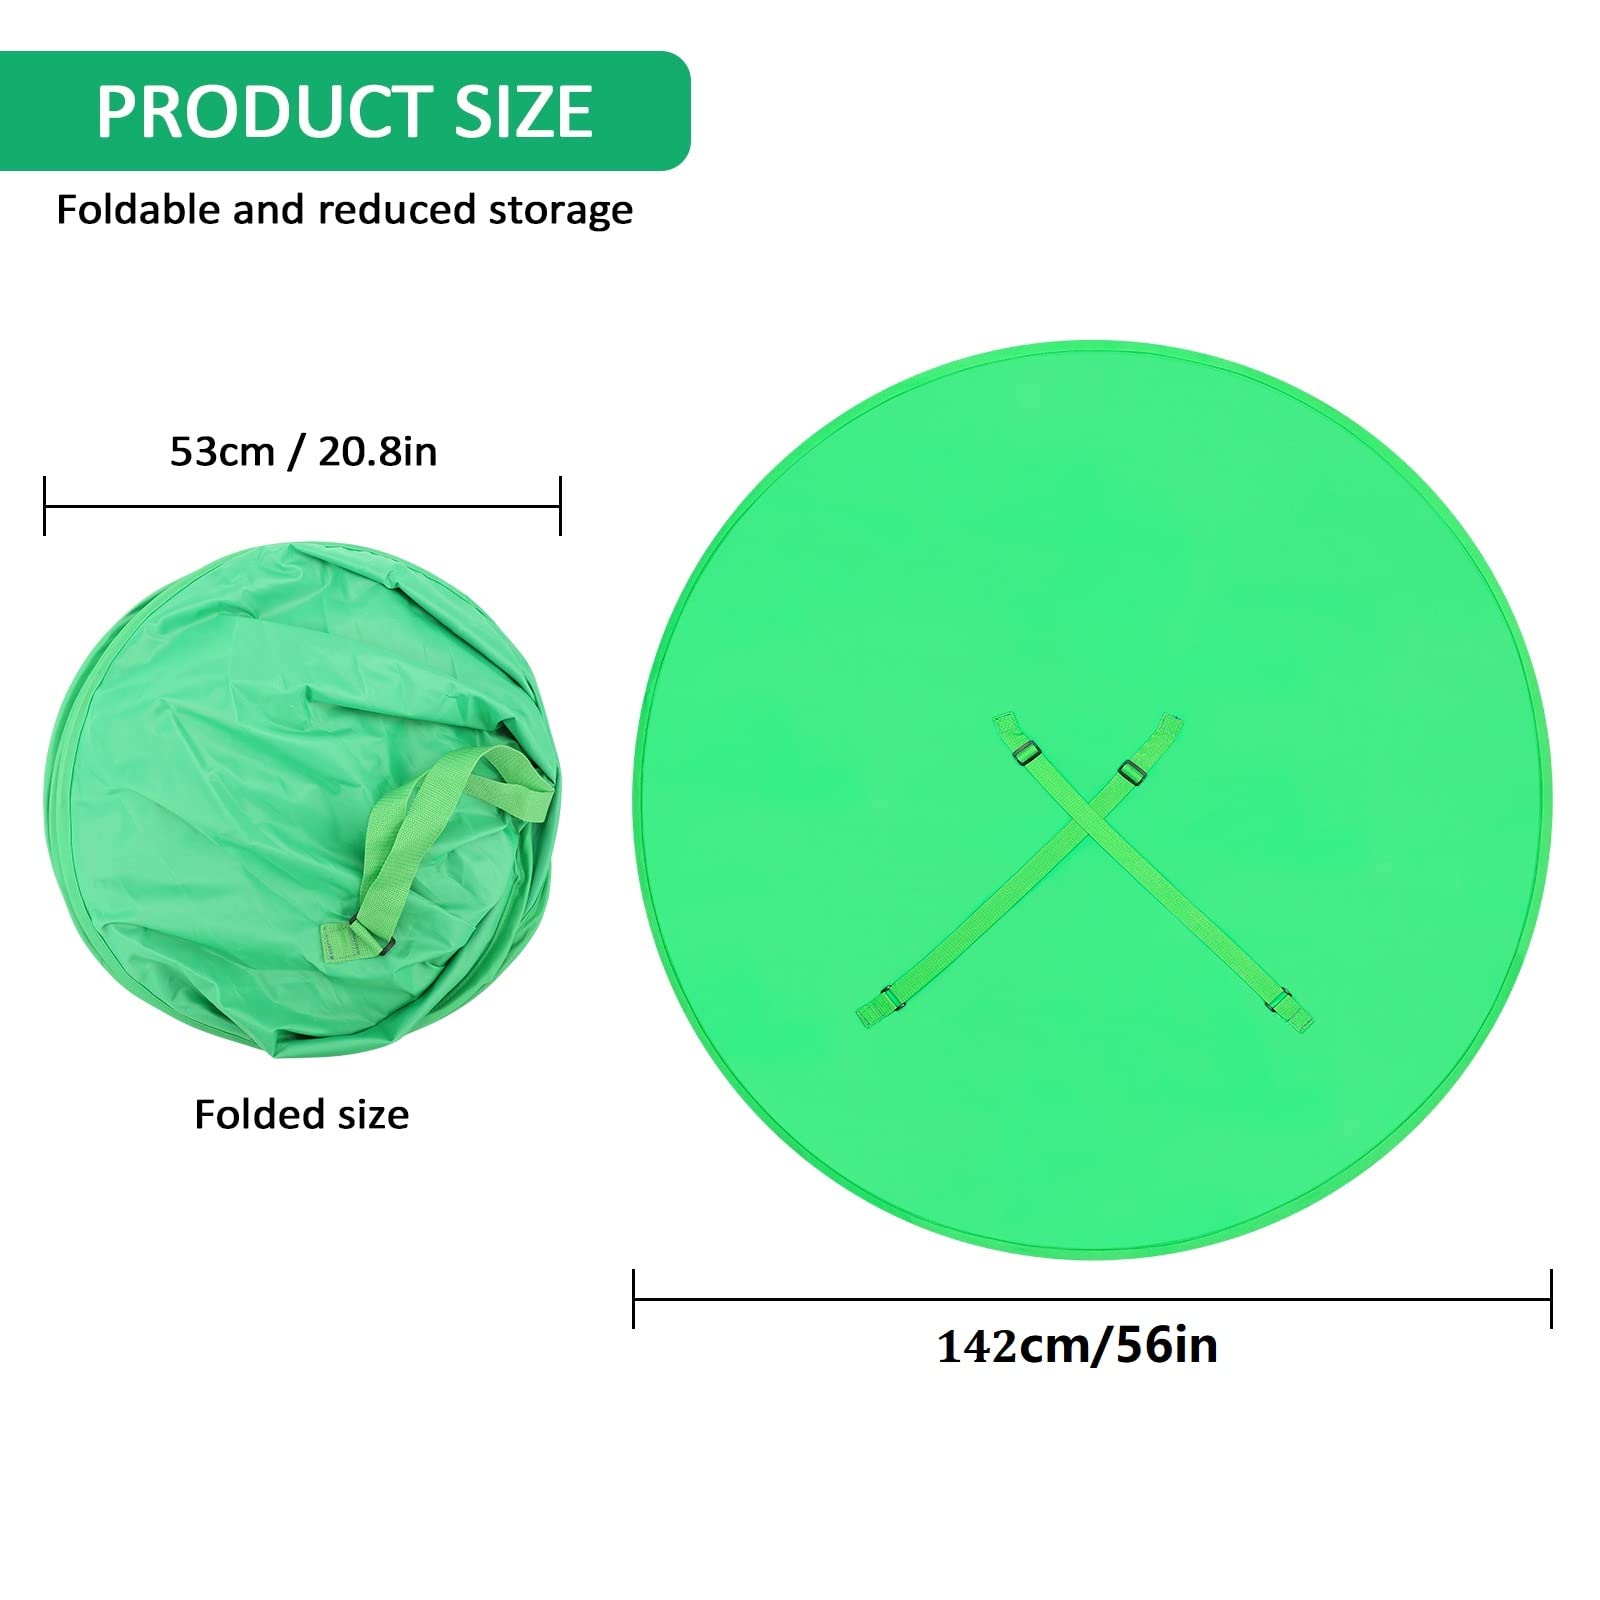 PRODUCT SIZE
Foldable and reduced storage
53cm / 20.8in
Folded size
142cm/56in